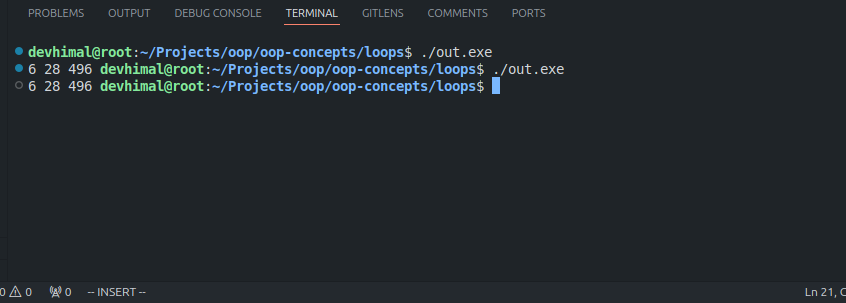 PROBLEMS OUTPUT DEBUG CONSOLE TERMINAL GITLENS COMMENTS PORTS
devhimal@root:~/Projects/oop/oop-concepts/loops$ ./out.exe
6 28 496 devhimal@root:~/Projects/oop/oop-concepts/loops$ ./out.exe
6 28 496 devhimal@root:~/Projects/oop/oop-concepts/loops$
0 0 0 -- INSERT -- Ln 21, C